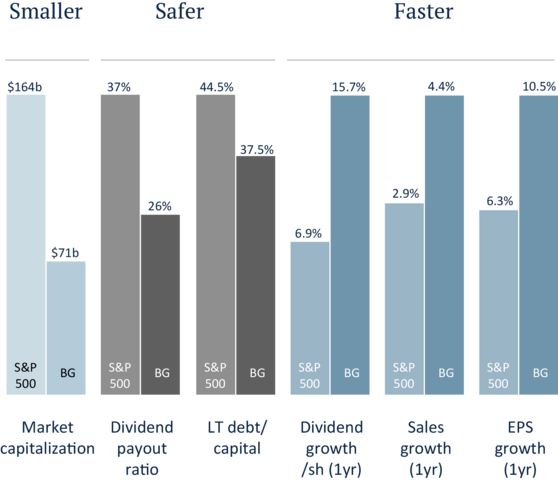 Smaller
Safer
Faster
$164b
37%
44.5%
15.7%
4.4%
10.5%
37.5%
26%
2.9%
6.3%
6.9%
$71b
S&P
500
BG
S&P
500
BG
S&P
500
BG
S&P
500
BG
S&P
500
BG
S&P
500
BG
Market
capitalization
Dividend
payout
ratio
LT debt/
capital
Dividend
growth
/sh (1yr)
Sales
growth
(1yr)
EPS
growth
(1yr)